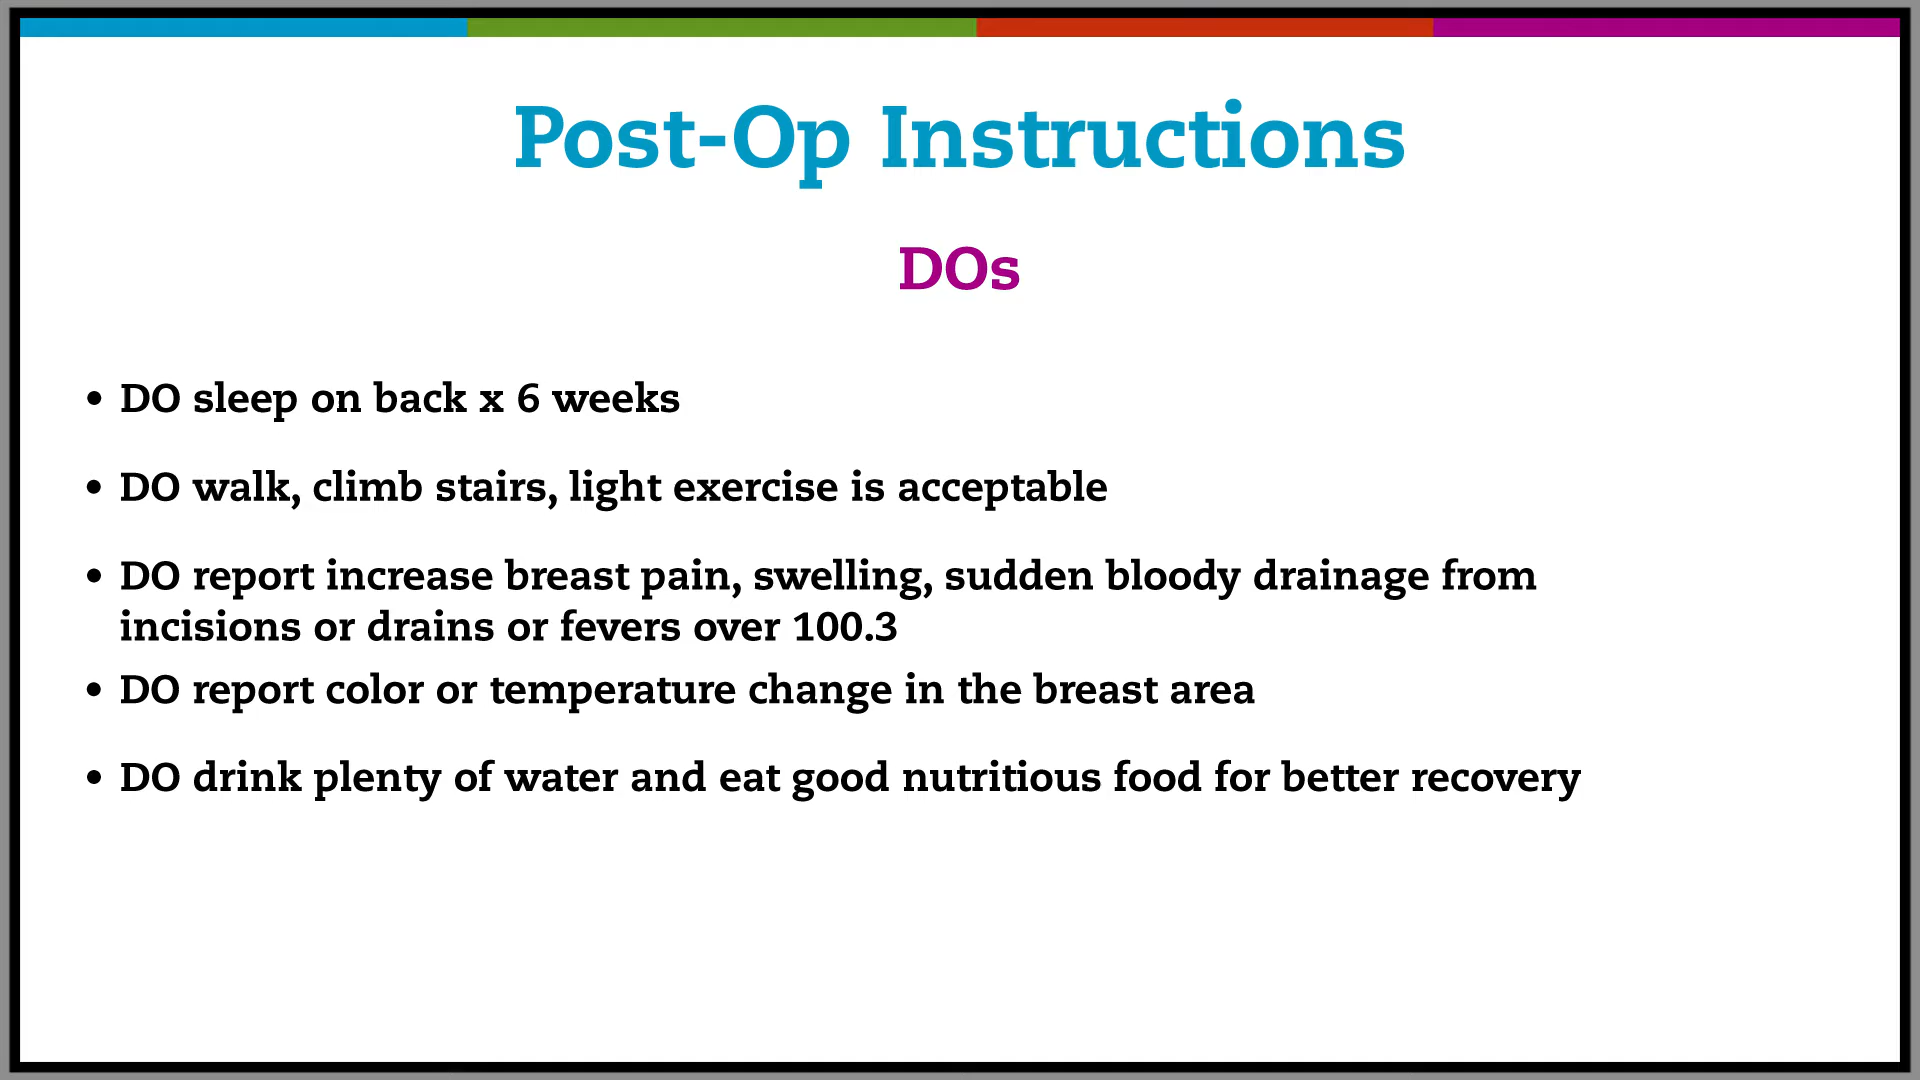 Post-Op Instructions
DOs
• DO sleep on back x 6 weeks
• DO walk, climb stairs, light exercise is acceptable
• DO report increase breast pain, swelling, sudden bloody drainage from
incisions or drains or fevers over 100.3
• DO report color or temperature change in the breast area
• DO drink plenty of water and eat good nutritious food for better recovery